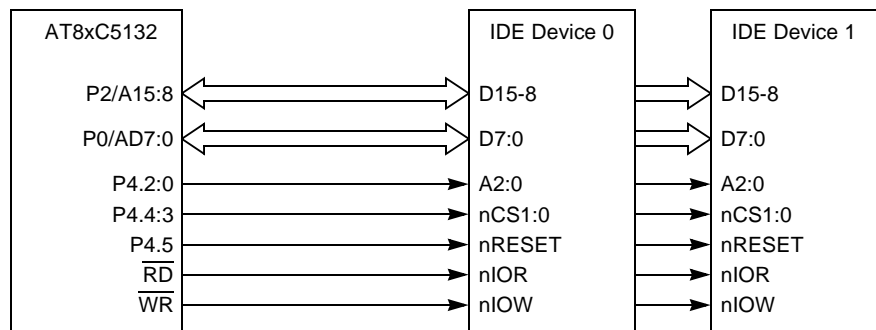 AT8xC5132 IDE Device 0 IDE Device 1
P2/A15:8 D15-8 D15-8
P0/AD7:0 D7:0 D7:0
P4.2:0 A2:0 A2:0
P4.4:3 nCS1:0 nCS1:0
P4.5 nRESET nRESET
RD nIOR nIOR
WR nIOW nIOW